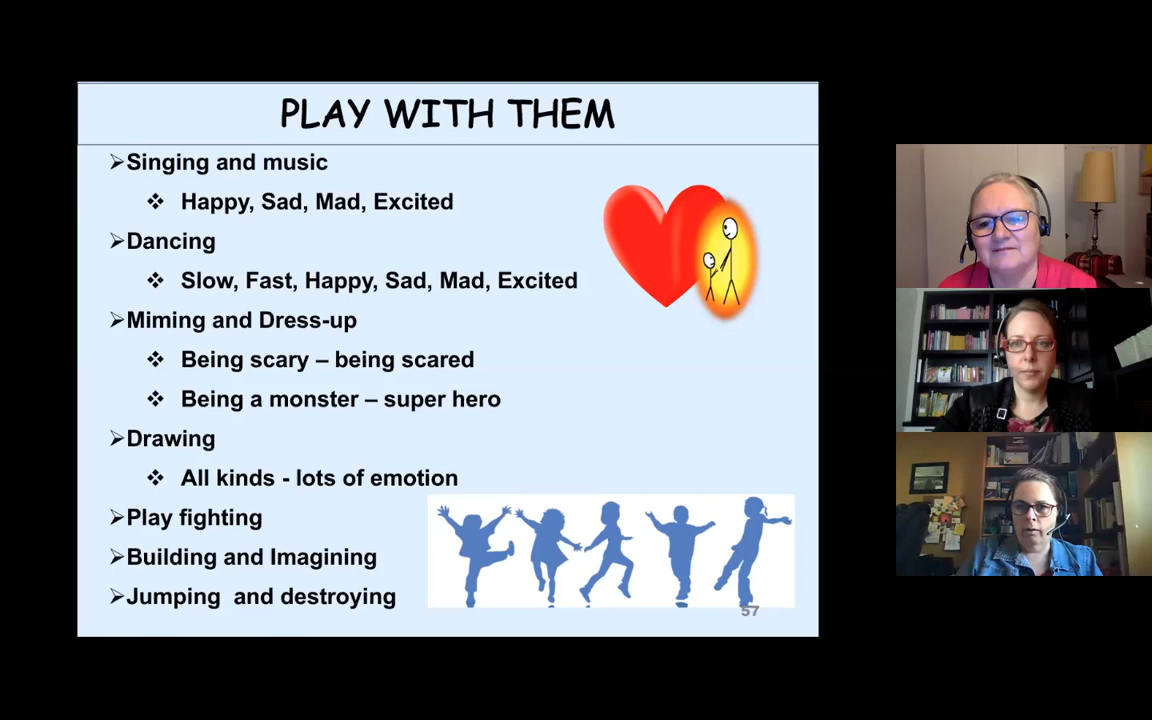 PLAY WITH THEM
➢Singing and music
❖ Happy, Sad, Mad, Excited
➢Dancing
❖ Slow, Fast, Happy, Sad, Mad, Excited
➢Miming and Dress-up
❖ Being scary – being scared
❖ Being a monster – super hero
➢Drawing
❖ All kinds - lots of emotion
➢Play fighting
➢Building and Imagining
➢Jumping and destroying
57